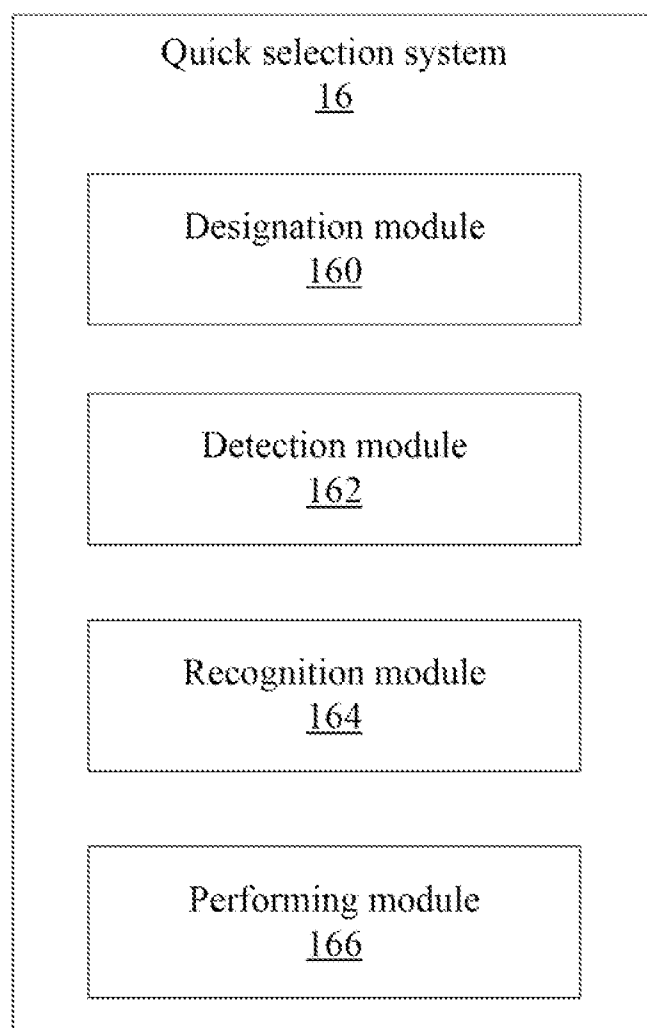 Quick selection system
16
Designation module
160
Detection module
162
Recognition module
164
Performing module
166